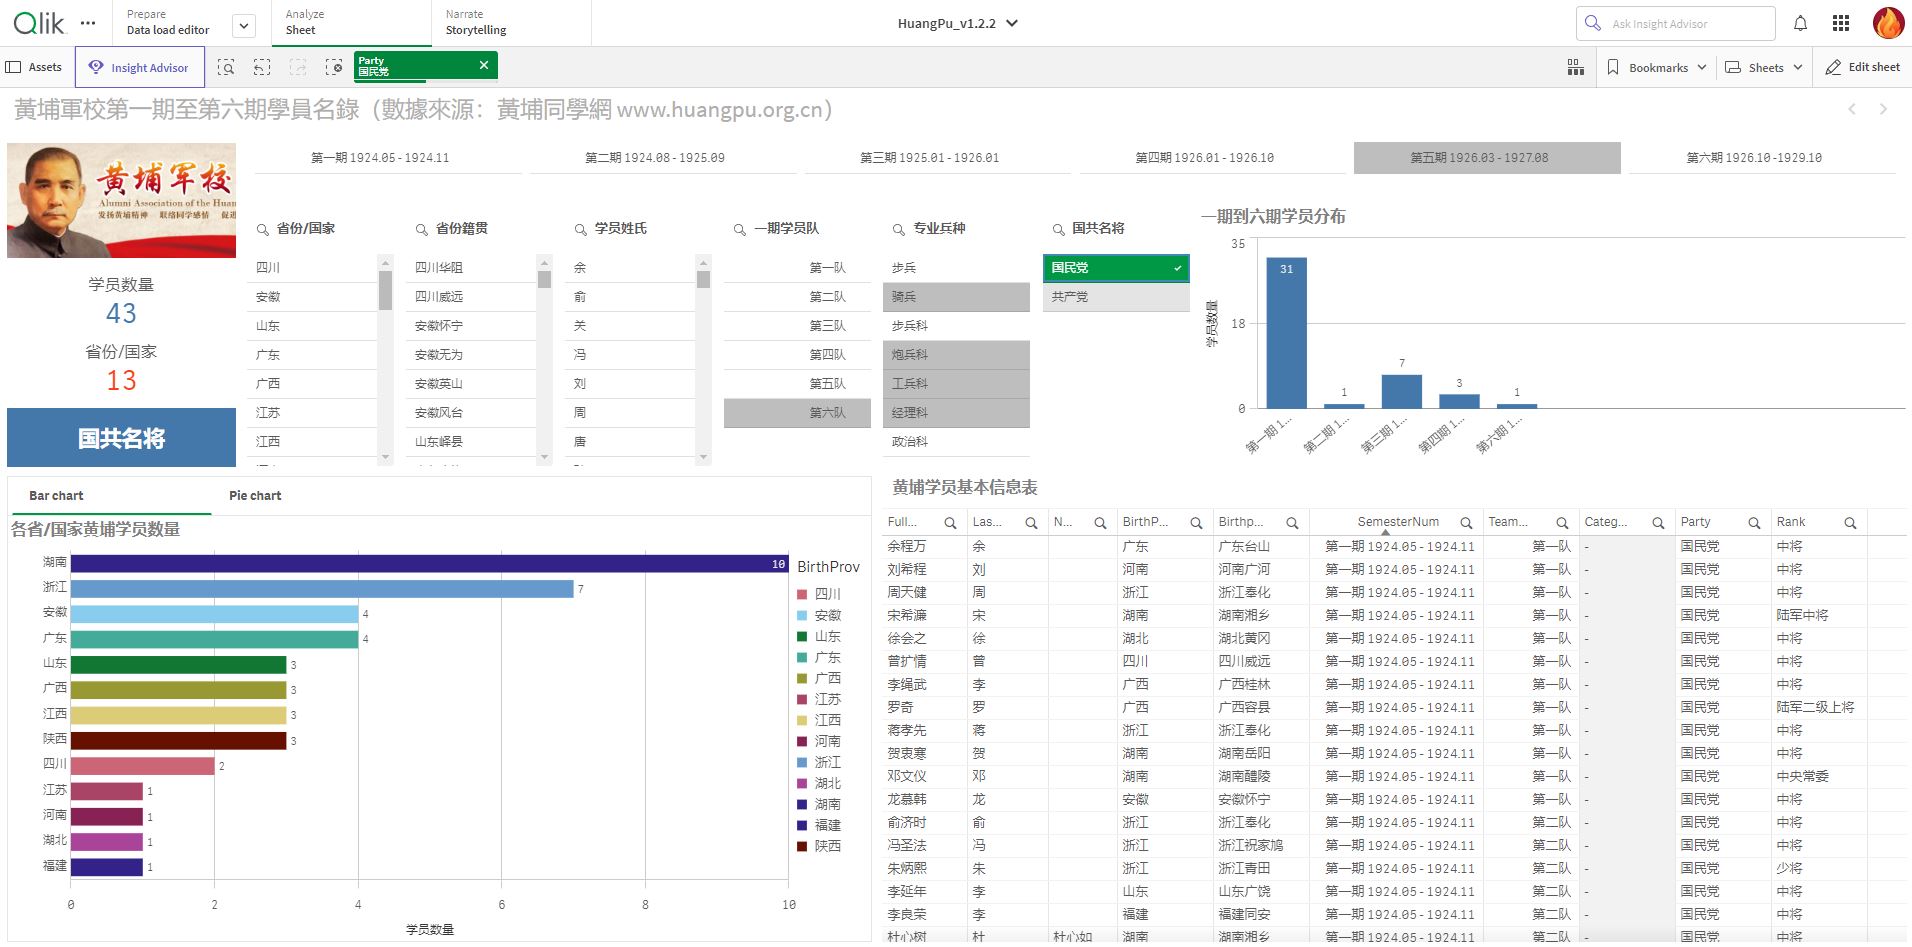 Qlik
Prepare
Data load editor
Analyze
Sheet
Narrate
Storytelling
HuangPu_v1.2.2
Ask Insight Advisor
Assets
Insight Advisor
Party
国民党
Bookmarks
Sheets
Edit sheet
黃埔軍校第一期至第六期學員名錄（數據來源：黃埔同學網 www.huangpu.org.cn）
黄埔军校
Alumni Association of the Huan
发扬黄埔精神 联络同学感情 促进
第一期 1924.05 - 1924.11
第二期 1924.08 - 1925.09
第三期 1925.01 - 1926.01
第四期 1926.01 - 1926.10
第五期 1926.03 - 1927.08
第六期 1926.10 -1929.10
学员数量
43
省份/国家
13
国共名将
省份/国家
四川
安徽
山东
广东
广西
江苏
江西
省份籍贯
四川华阻
四川威远
安徽怀宁
安徽无为
安徽英山
安徽风台
山东峄县
学员姓氏
余
俞
关
冯
刘
周
唐
一期学员队
第一队
第二队
第三队
第四队
第五队
第六队
专业兵种
步兵
骑兵
步兵科
炮兵科
工兵科
经理科
政治科
国共名将
国民党
共产党
一期到六期学员分布
学员数量
35
18
0
31
1
7
3
1
第一期 1...
第二期 1...
第三期 1...
第四期 1...
第六期 1...
Bar chart
Pie chart
各省/国家黄埔学员数量
湖南 10
浙江 7
安徽 4
广东 4
山东 3
广西 3
江西 3
陕西 3
四川 2
江苏 1
河南 1
湖北 1
福建 1
0 2 4 6 8 10
学员数量
BirthProv
四川
安徽
山东
广东
广西
江苏
江西
河南
浙江
湖北
湖南
福建
陕西
黄埔学员基本信息表
Full... Las... N... BirthP... Birthp... SemesterNum Team... Categ... Party Rank
余程万 余 广东 广东台山 第一期 1924.05 - 1924.11 第一队 - 国民党 中将
刘希程 刘 河南 河南广河 第一期 1924.05 - 1924.11 第一队 - 国民党 中将
周天健 周 浙江 浙江奉化 第一期 1924.05 - 1924.11 第一队 - 国民党 中将
宋希濂 宋 湖南 湖南湘乡 第一期 1924.05 - 1924.11 第一队 - 国民党 陆军中将
徐会之 徐 湖北 湖北黄冈 第一期 1924.05 - 1924.11 第一队 - 国民党 中将
曾扩情 曾 四川 四川威远 第一期 1924.05 - 1924.11 第一队 - 国民党 中将
李绳武 李 广西 广西桂林 第一期 1924.05 - 1924.11 第一队 - 国民党 中将
罗奇 罗 广西 广西容县 第一期 1924.05 - 1924.11 第一队 - 国民党 陆军二级上将
蒋孝先 蒋 浙江 浙江奉化 第一期 1924.05 - 1924.11 第一队 - 国民党 中将
贺衷寒 贺 湖南 湖南岳阳 第一期 1924.05 - 1924.11 第一队 - 国民党 中将
邓文仪 邓 湖南 湖南醴陵 第一期 1924.05 - 1924.11 第一队 - 国民党 中央常委
龙慕韩 龙 安徽 安徽怀宁 第一期 1924.05 - 1924.11 第一队 - 国民党 中将
俞济时 俞 浙江 浙江奉化 第一期 1924.05 - 1924.11 第二队 - 国民党 中将
冯圣法 冯 浙江 浙江祝家鸠 第一期 1924.05 - 1924.11 第二队 - 国民党 中将
朱炳熙 朱 浙江 浙江青田 第一期 1924.05 - 1924.11 第二队 - 国民党 少将
李延年 李 山东 山东广饶 第一期 1924.05 - 1924.11 第二队 - 国民党 中将
李良荣 李 福建 福建同安 第一期 1924.05 - 1924.11 第二队 - 国民党 中将
杜心树 杜 杜心如 湖南 湖南湘乡 第一期 1924.05 - 1924.11 第二队 - 国民党 中将